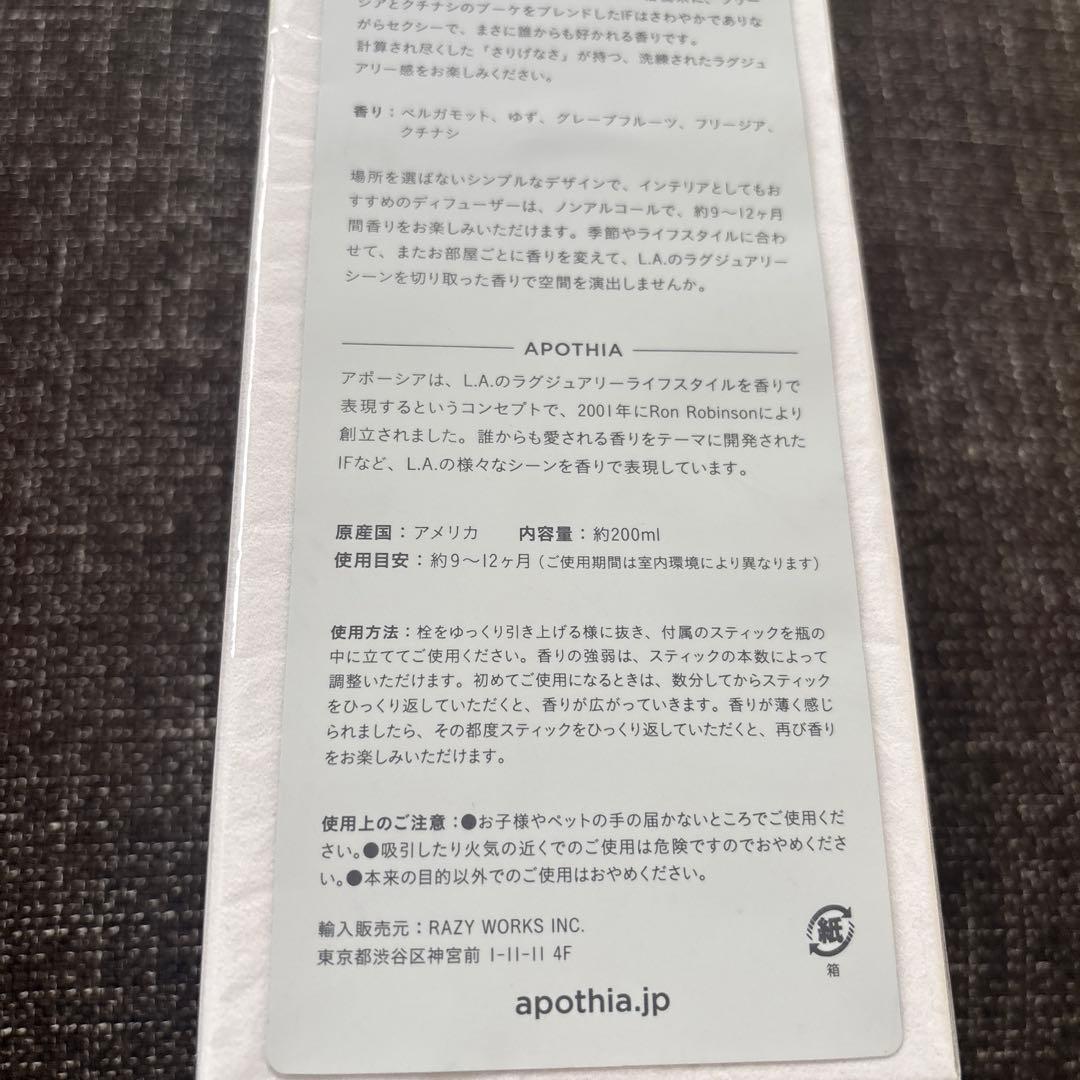 シアとクチナシのブーケをブレンドしたIFはさわやかでありな
がらセクシーで、まさに誰からも好かれる香りです。
計算され尽くした「さりげなさ」が持つ、洗練されたラグジュ
アリー感をお楽しみください。
香り：ベルガモット、ゆず、グレープフルーツ、フリージア、
クチナシ
場所を選ばないシンプルなデザインで、インテリアとしてもお
すすめのディフューザーは、ノンアルコールで、約9〜12ヶ月
間香りをお楽しみいただけます。季節やライフスタイルに合わ
せて、またお部屋ごとに香りを変えて、L.A.のラグジュアリー
シーンを切り取った香りで空間を演出しませんか。
APOTHIA
アポーシアは、L.A.のラグジュアリーライフスタイルを香りで
表現するというコンセプトで、2001年にRon Robinsonにより
創立されました。誰からも愛される香りをテーマに開発された
IFなど、L.A.の様々なシーンを香りで表現しています。
原産国：アメリカ　内容量：約200ml
使用目安：約9〜12ヶ月（ご使用期間は室内環境により異なります）
使用方法：栓をゆっくり引き上げる様に抜き、付属のスティックを瓶の
中に立ててご使用ください。香りの強弱は、スティックの本数によって
調整いただけます。初めてご使用になるときは、数分してからスティック
をひっくり返していただくと、香りが広がっていきます。香りが薄く感じ
られましたら、その都度スティックをひっくり返していただくと、再び香り
をお楽しみいただけます。
使用上のご注意：●お子様やペットの手の届かないところでご使用くだ
さい。●吸引したり火気の近くでのご使用は危険ですのでおやめくださ
い。●本来の目的以外でのご使用はおやめください。
輸入販売元：RAZY WORKS INC.
東京都渋谷区神宮前 1-11-11 4F
紙
箱
apothia.jp